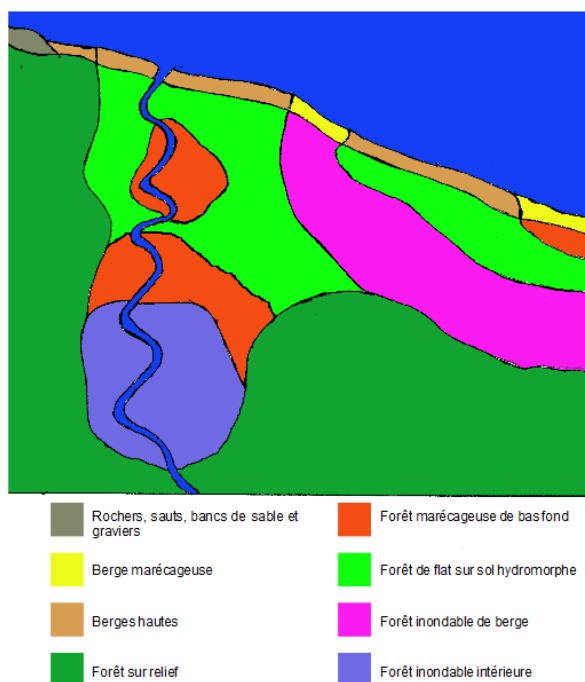 Rochers, sauts, bancs de sable et
graviers
Berge marécageuse
Berges hautes
Forêt sur relief
Forêt marécageuse de bas fond
Forêt de flat sur sol hydromorphe
Forêt inondable de berge
Forêt inondable intérieure